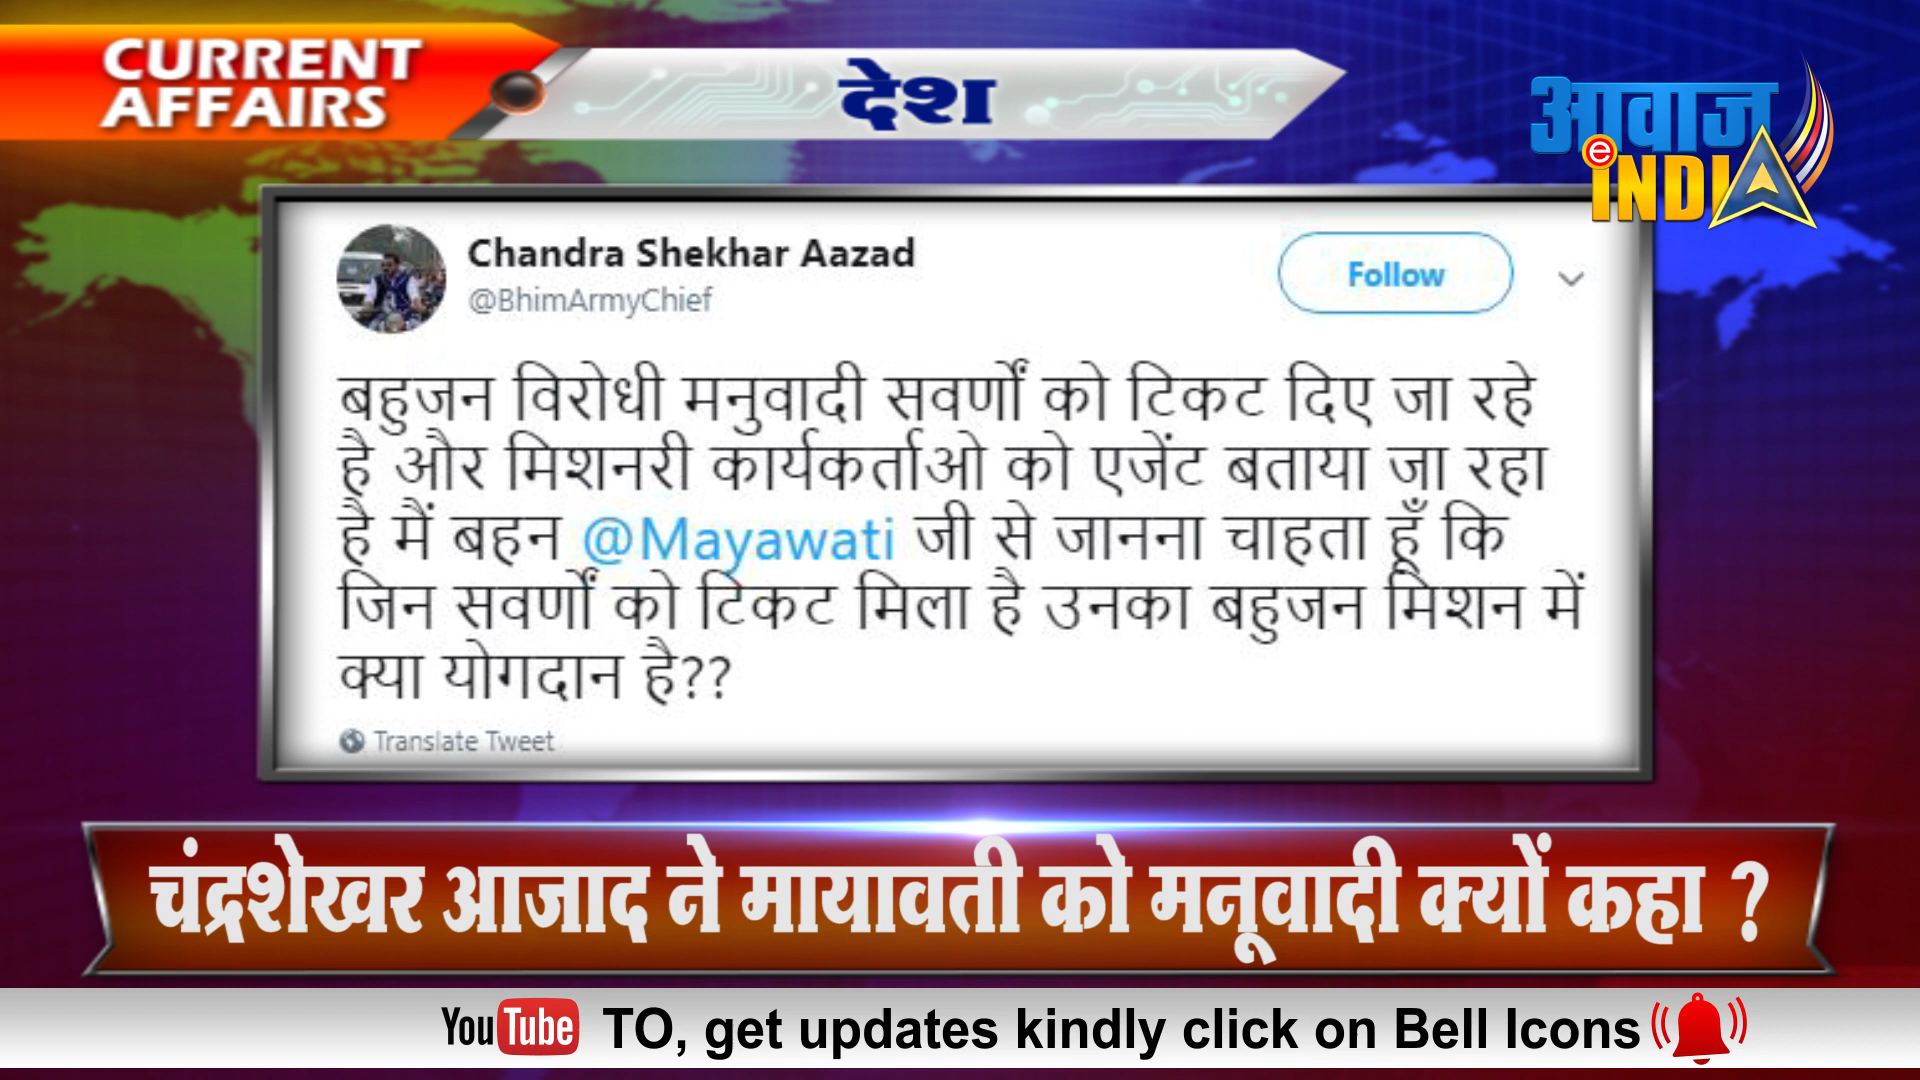 CURRENT
AFFAIRS
देश
आवाज
e
iNDIA
Chandra Shekhar Aazad
@BhimArmyChief
Follow
बहुजन विरोधी मनुवादी सवर्णों को टिकट दिए जा रहे
है और मिशनरी कार्यकर्ताओ को एजेंट बताया जा रहा
है मैं बहन @Mayawati जी से जानना चाहता हूँ कि
जिन सवर्णों को टिकट मिला है उनका बहुजन मिशन में
क्या योगदान है??
Translate Tweet
चंद्रशेखर आजाद ने मायावती को मनूवादी क्यों कहा ?
YouTube TO, get updates kindly click on Bell Icons